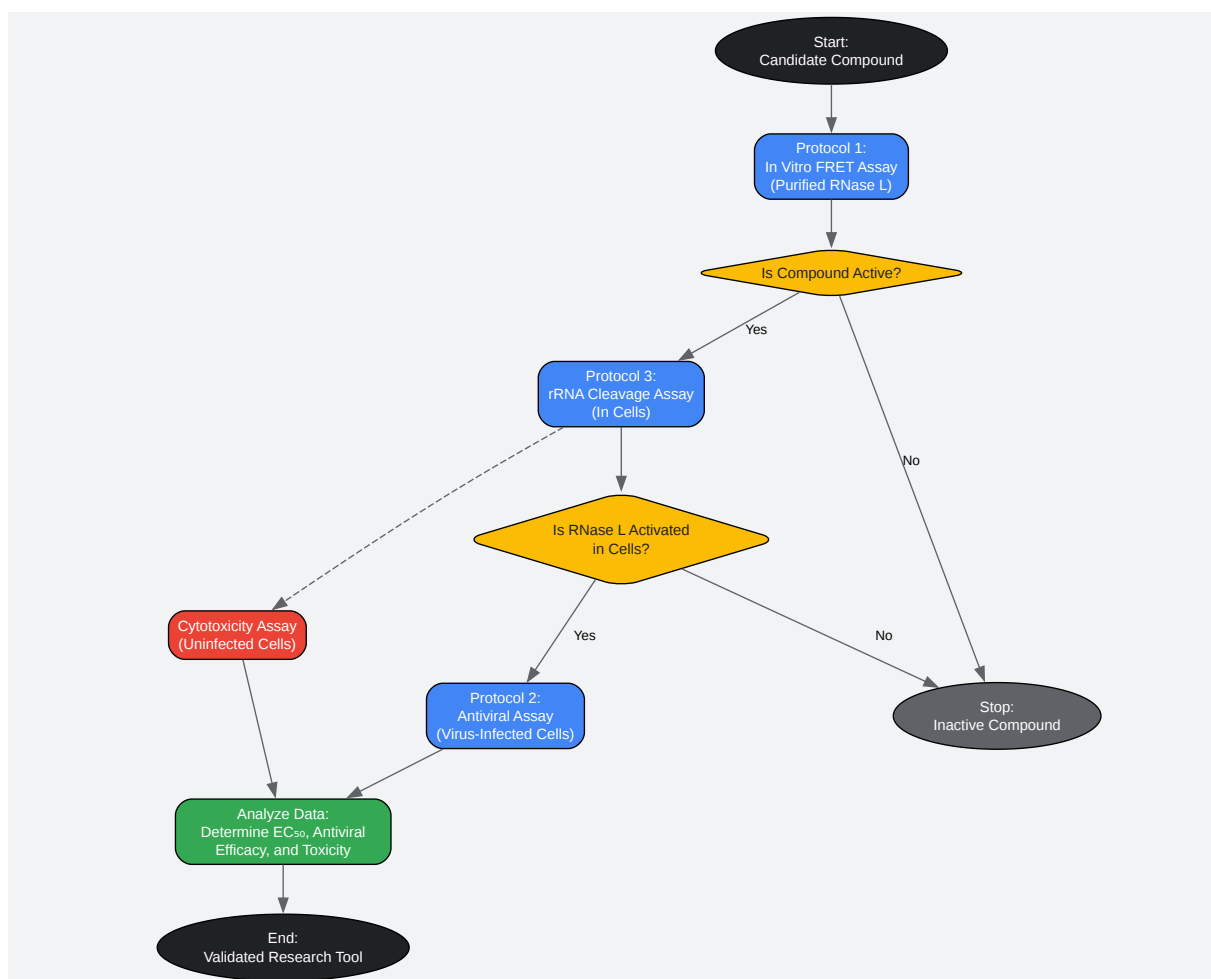 Start:
Candidate Compound
Protocol 1:
In Vitro FRET Assay
(Purified RNase L)
Is Compound Active?
Yes
Protocol 3:
rRNA Cleavage Assay
(In Cells)
No
Is RNase L Activated
in Cells?
Cytotoxicity Assay
(Uninfected Cells)
Yes
No
Protocol 2:
Antiviral Assay
(Virus-Infected Cells)
Stop:
Inactive Compound
Analyze Data:
Determine EC₅₀, Antiviral
Efficacy, and Toxicity
End:
Validated Research Tool